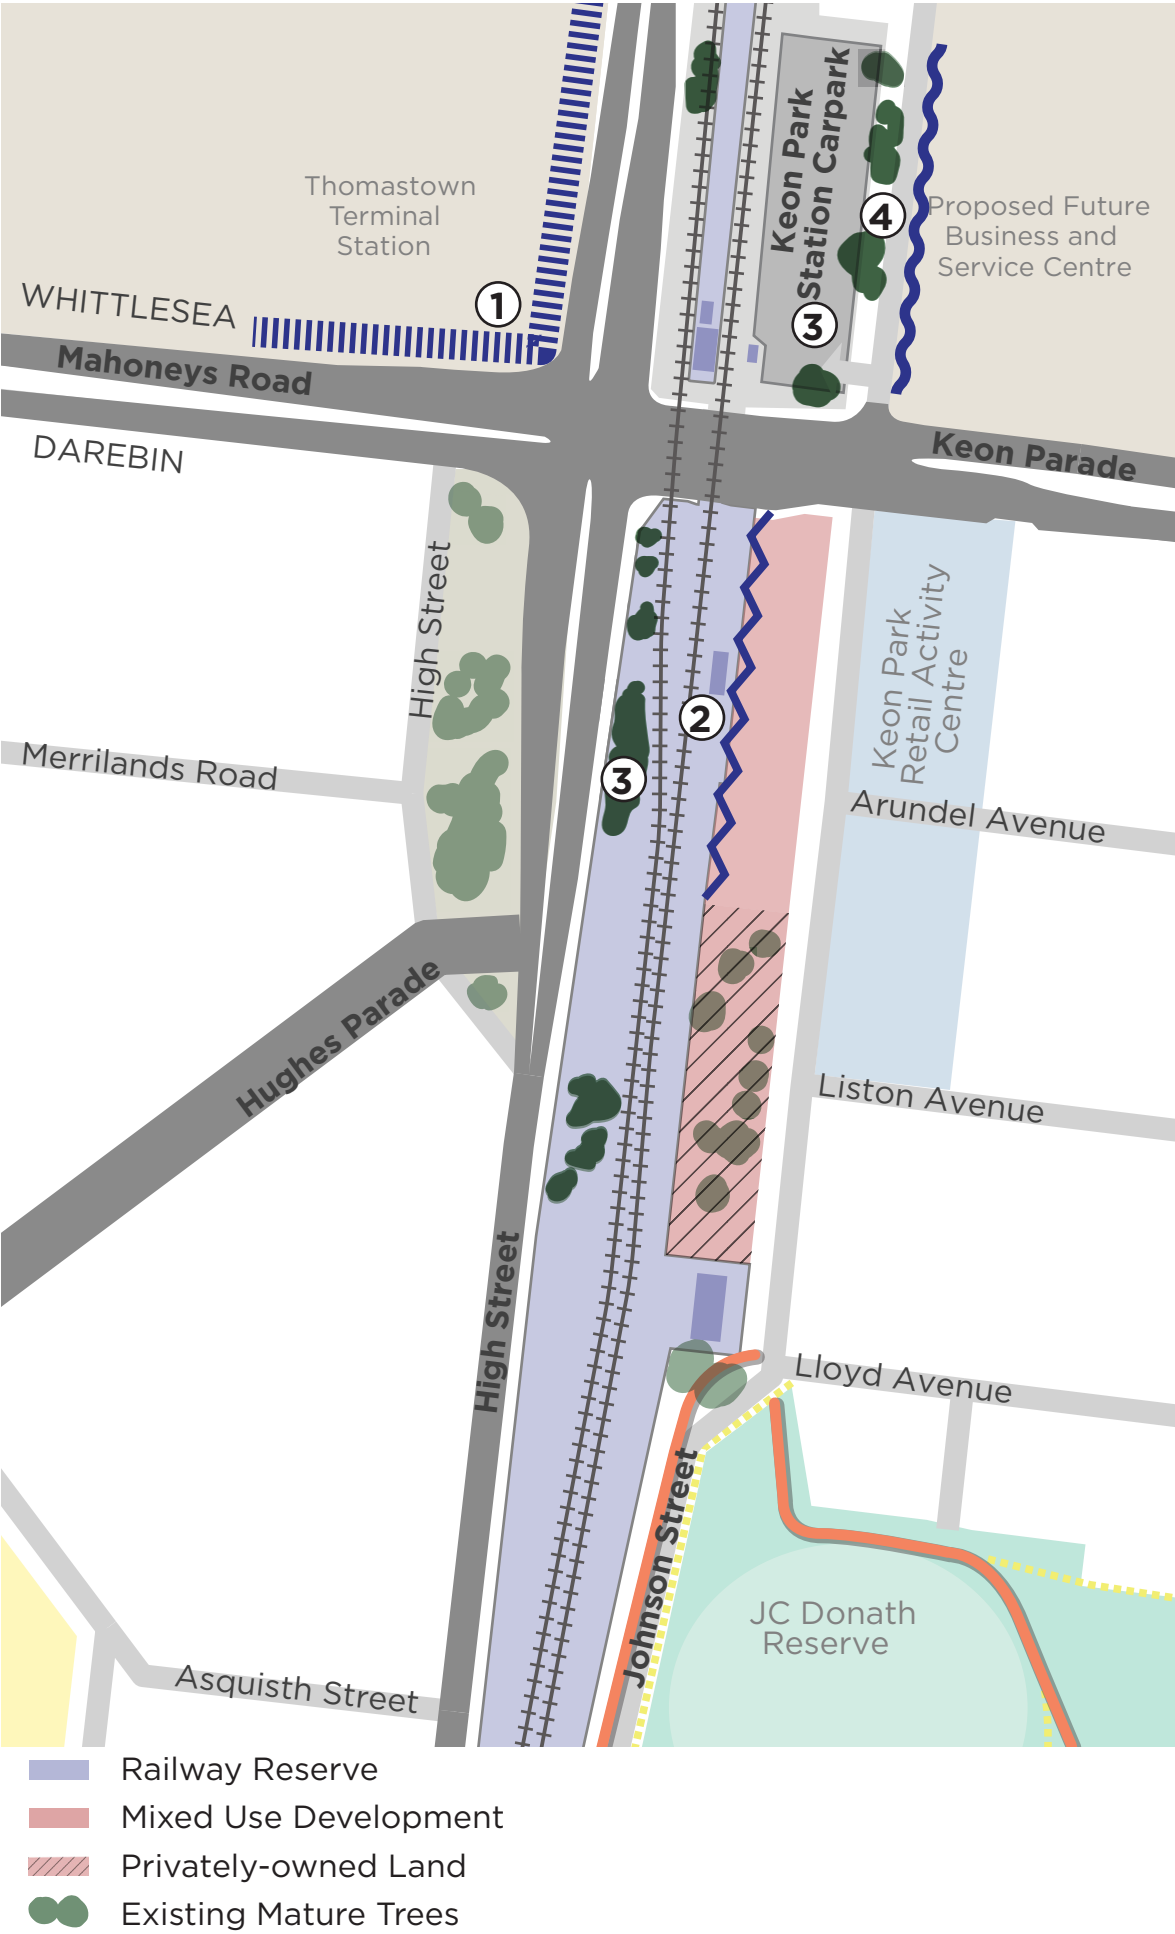 Keon Park
Station Carpark
Thomastown
Terminal
Station
4
Proposed Future
Business and
Service Centre
WHITTLESEA
1
3
Mahoneys Road
DAREBIN
Keon Parade
High Street
Keon Park
Retail Activity
Centre
2
3
Merrilands Road
Arundel Avenue
Hughes Parade
Liston Avenue
High Street
Lloyd Avenue
Johnson Street
JC Donath
Reserve
Asquisth Street
Railway Reserve
Mixed Use Development
Privately-owned Land
Existing Mature Trees